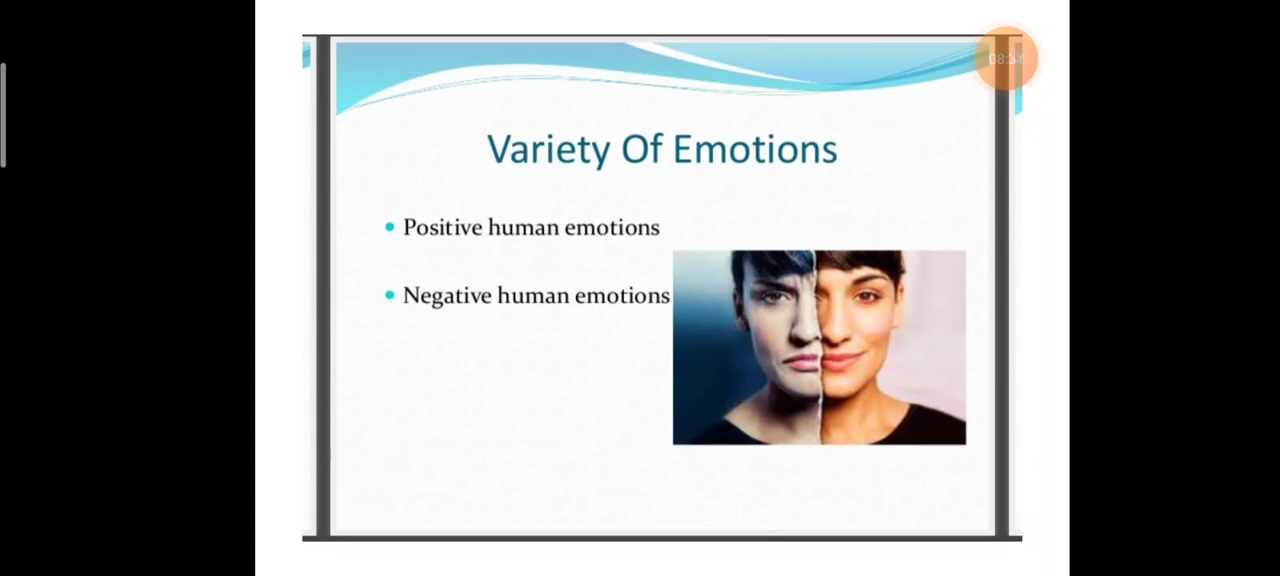 Variety Of Emotions
Positive human emotions
Negative human emotions